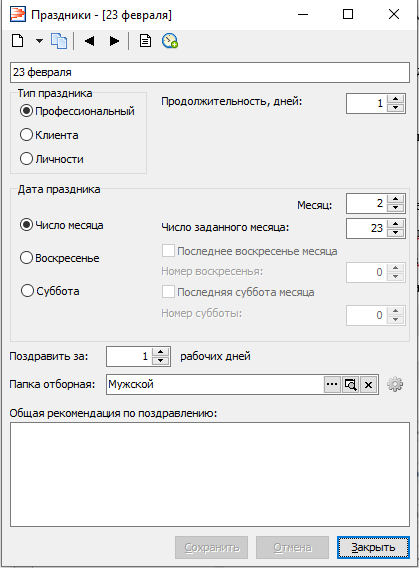 Праздники - [23 февраля]
23 февраля
Тип праздника
Профессиональный
Клиента
Личности
Продолжительность, дней: 1
Дата праздника
Месяц: 2
Число месяца
Число заданного месяца: 23
Последнее воскресенье месяца
Воскресенье
Номер воскресенья: 0
Последняя суббота месяца
Суббота
Номер субботы: 0
Поздравить за: 1 рабочих дней
Папка отборная: Мужской
Общая рекомендация по поздравлению:
Сохранить Отмена Закрыть